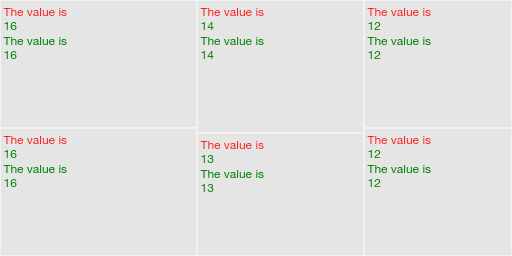 The value is
16
The value is
16
The value is
14
The value is
14
The value is
12
The value is
12
The value is
16
The value is
16
The value is
13
The value is
13
The value is
12
The value is
12